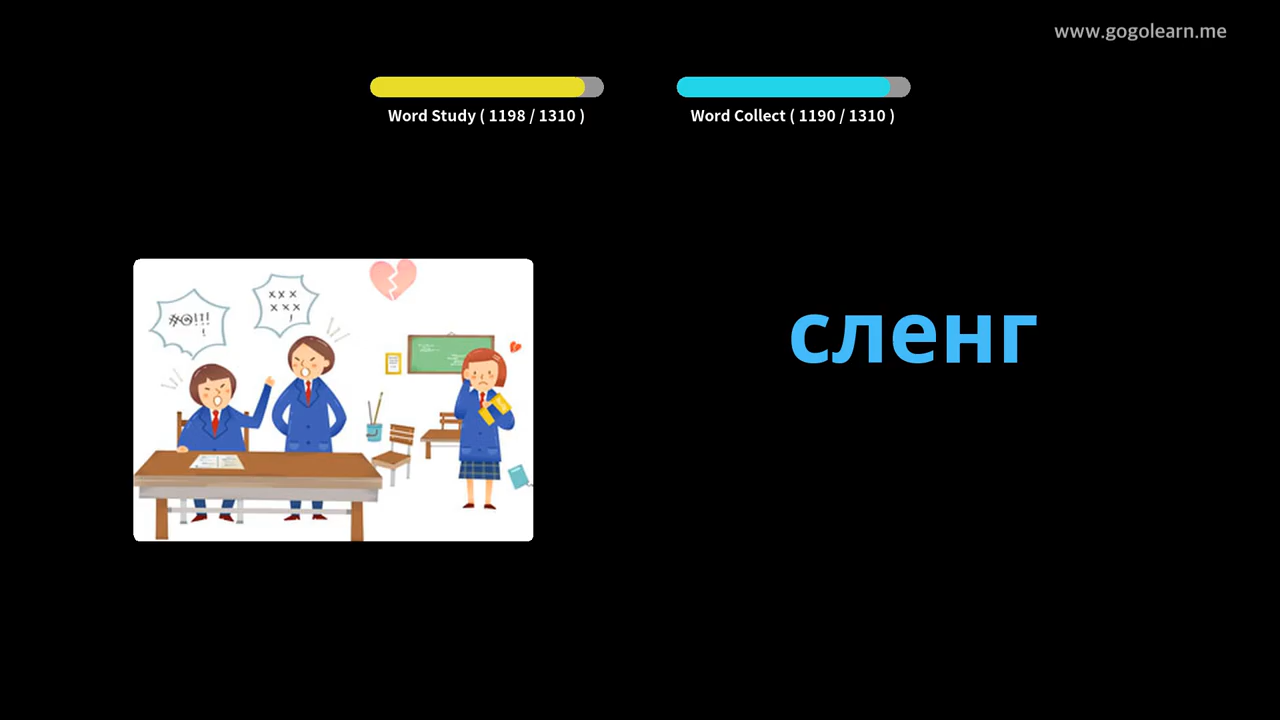 www.gogolearn.me
Word Study ( 1198 / 1310 )
Word Collect ( 1190 / 1310 )
#@!!!
!
x x x
x x x
!
сленг